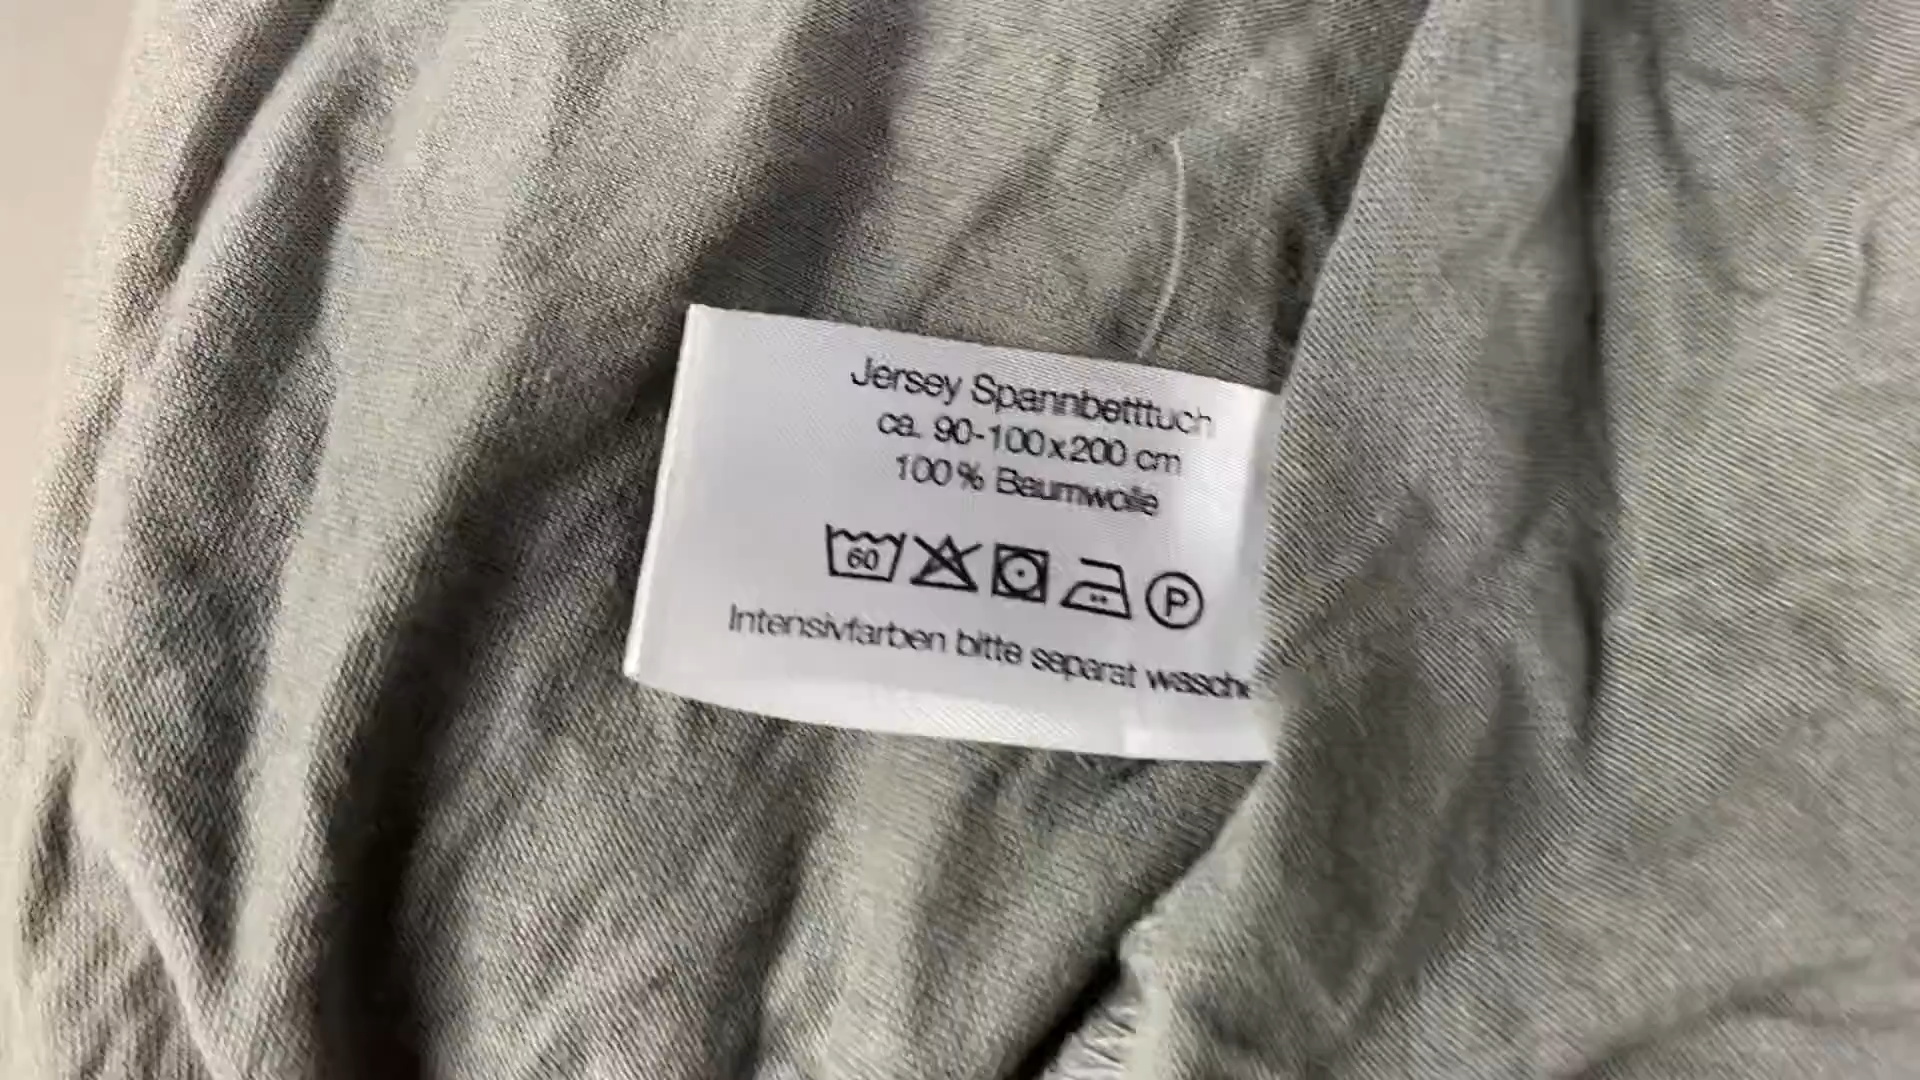 Jersey Spannbetttuch
ca. 90-100x200 cm
100% Baumwolle
60
P
Intensivfarben bitte separat wasche